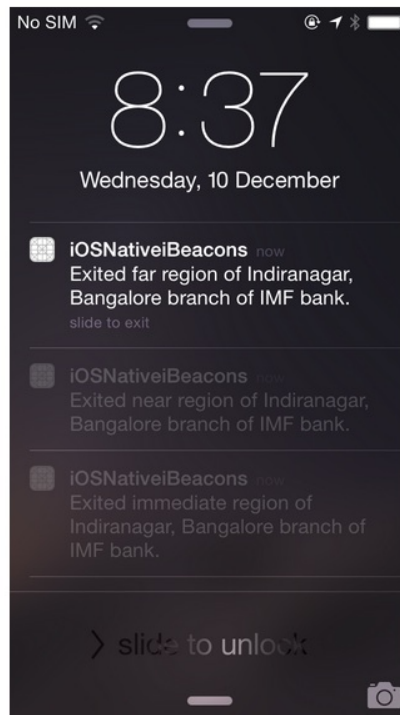 No SIM
8:37
Wednesday, 10 December
iOSNativeiBeacons now
Exited far region of Indiranagar,
Bangalore branch of IMF bank.
slide to exit
iOSNativeiBeacons now
Exited near region of Indiranagar,
Bangalore branch of IMF bank.
iOSNativeiBeacons now
Exited immediate region of
Indiranagar, Bangalore branch of
IMF bank.
slide to unlock